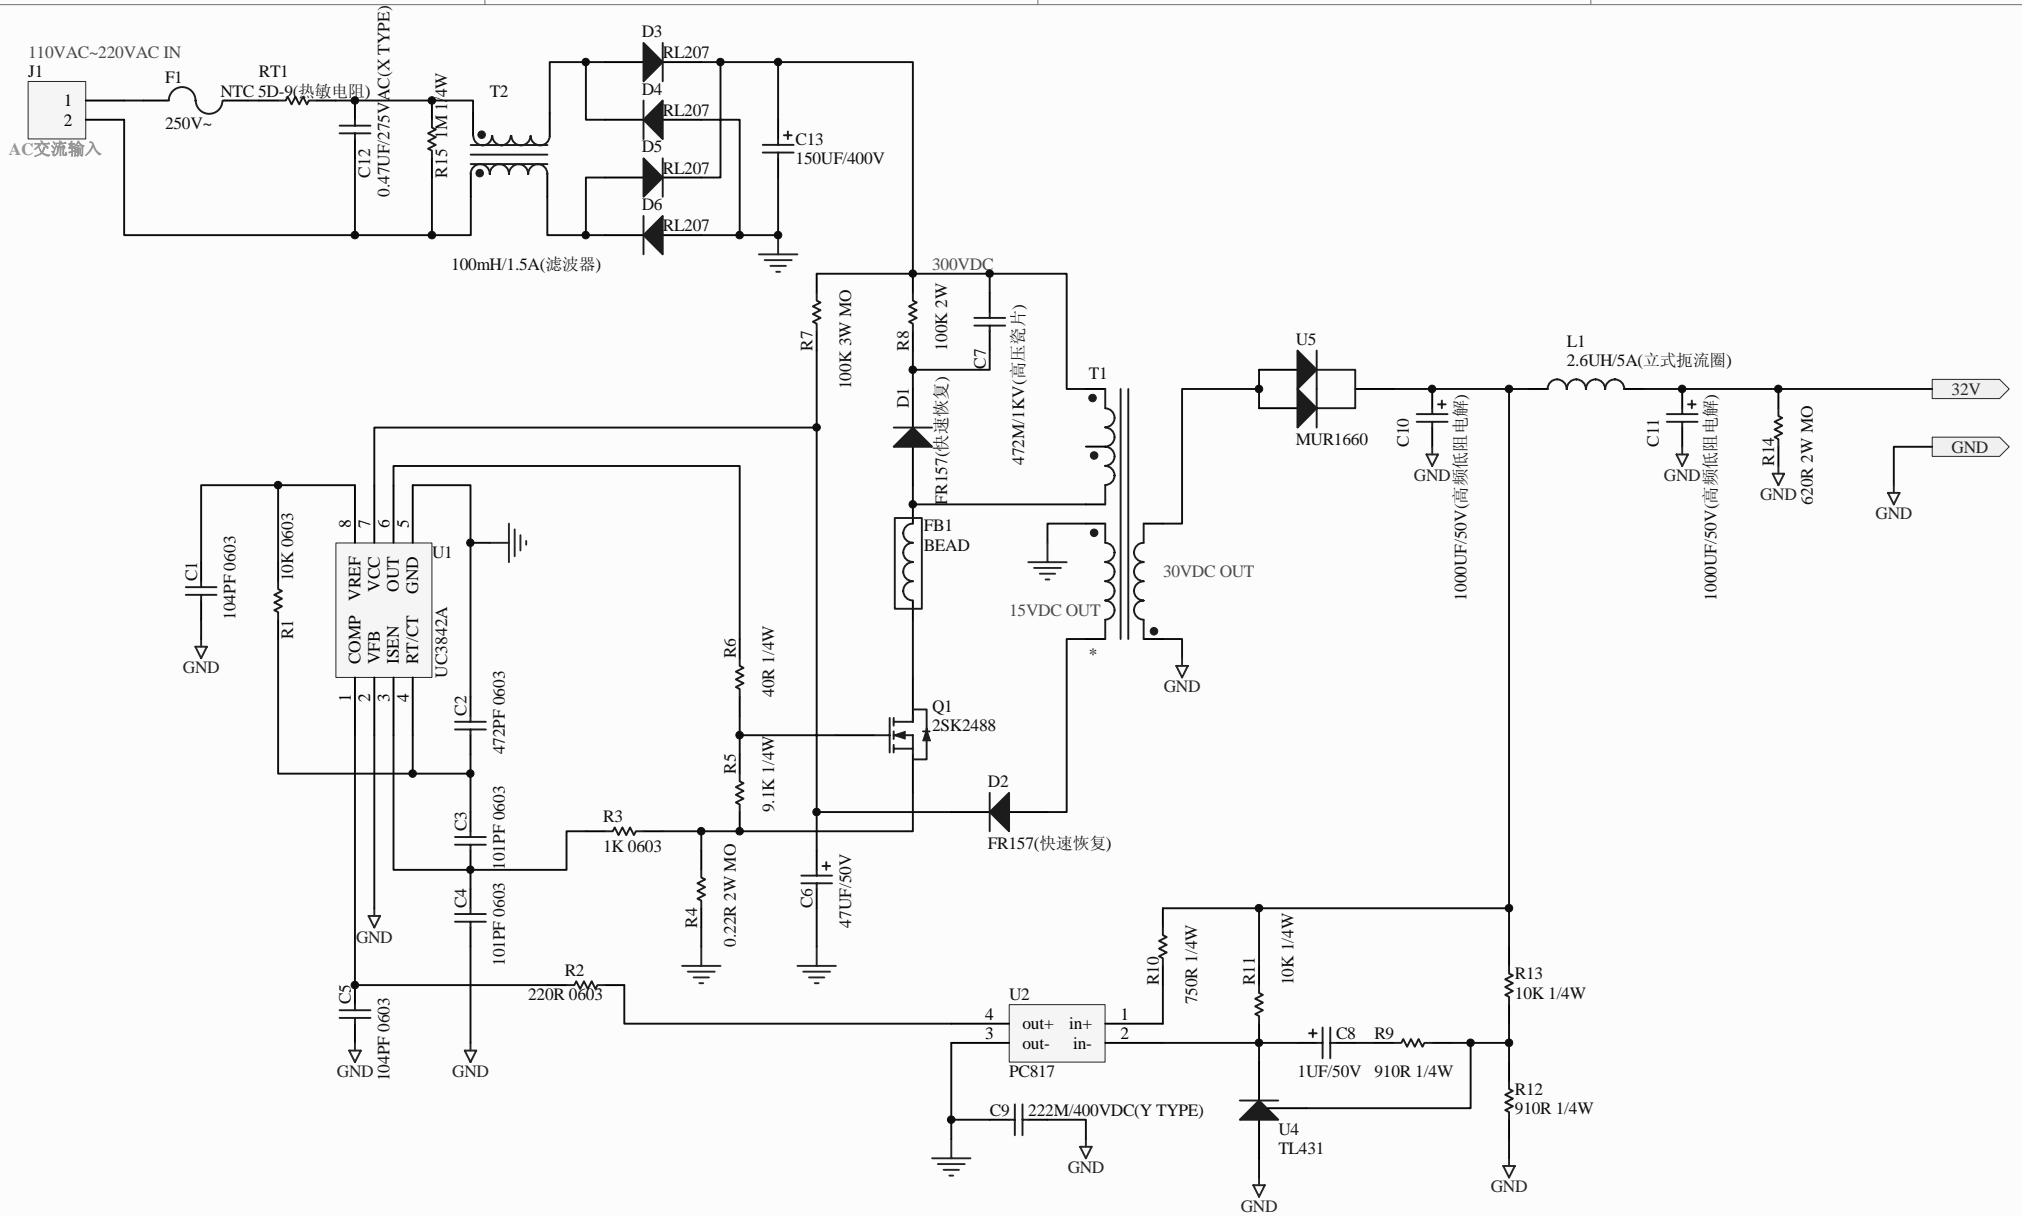 110VAC~220VAC IN
J1
1
2
AC交流输入
F1
250V~
RT1
NTC 5D-9(热敏电阻)
C12
0.47UF/275VAC(X TYPE)
R15
1M 1/4W
T2
100mH/1.5A(滤波器)
D3
RL207
D4
RL207
D5
RL207
D6
RL207
C13
150UF/400V
300VDC
R7
100K 3W MO
R8
100K 2W
C7
472M/1KV(高压瓷片)
D1
FR157(快速恢复)
T1
FB1
BEAD
15VDC OUT
30VDC OUT
*
GND
U5
MUR1660
C10
1000UF/50V(高频低阻电解)
GND
L1
2.6UH/5A(立式扼流圈)
C11
1000UF/50V(高频低阻电解)
GND
R14
620R 2W MO
GND
32V
GND
GND
C1
104PF 0603
GND
R1
10K 0603
8
7
6
5
U1
VREF
VCC
OUT
GND
COMP
VFB
ISEN
RT/CT
UC3842A
1
2
3
4
C2
472PF 0603
C3
101PF 0603
C4
101PF 0603
GND
GND
C5
104PF 0603
GND
R2
220R 0603
R3
1K 0603
R4
0.22R 2W MO
R5
9.1K 1/4W
R6
40R 1/4W
Q1
2SK2488
D2
FR157(快速恢复)
C6
47UF/50V
U2
4
3
out+
out-
in+
in-
1
2
PC817
R10
750R 1/4W
R11
10K 1/4W
C8
1UF/50V
R9
910R 1/4W
R13
10K 1/4W
R12
910R 1/4W
GND
C9
222M/400VDC(Y TYPE)
GND
U4
TL431
GND